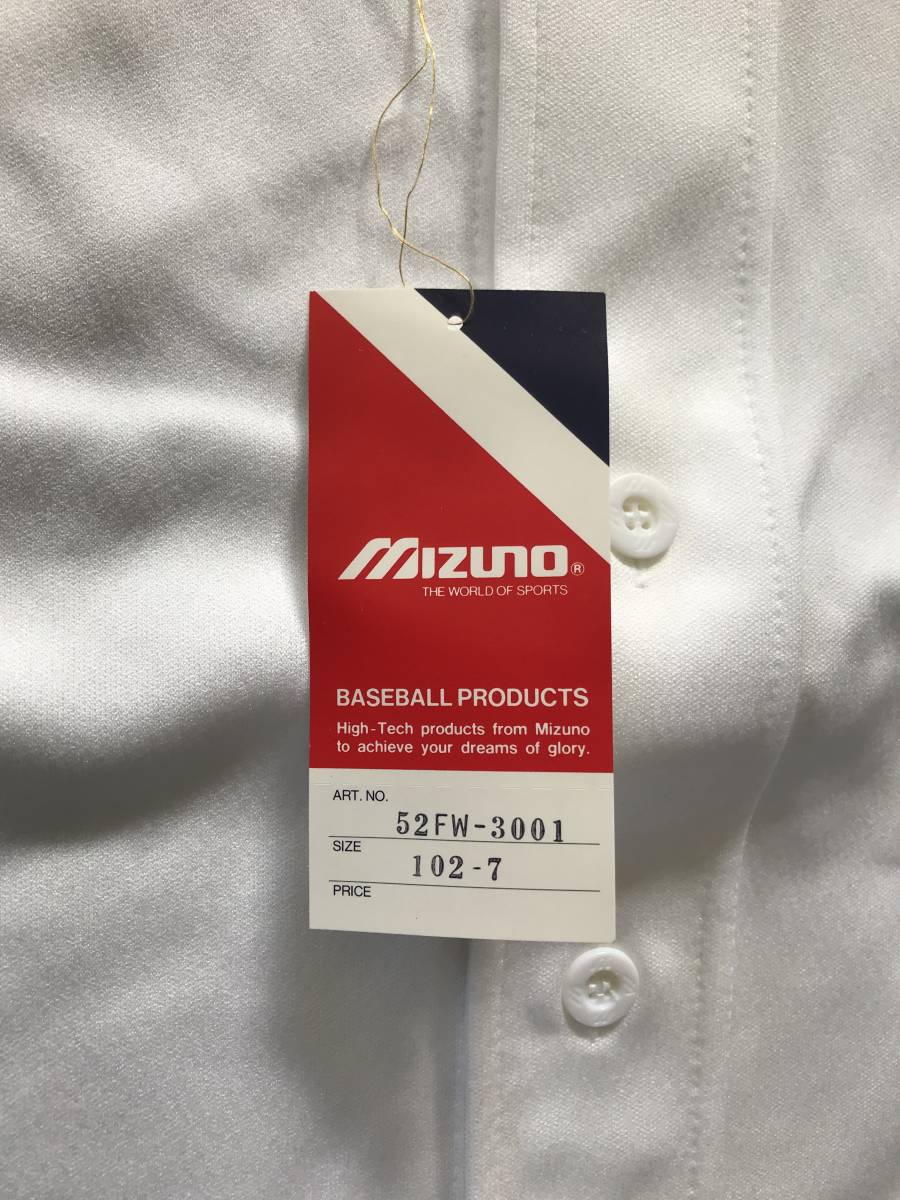 MIZUNO®
THE WORLD OF SPORTS
BASEBALL PRODUCTS
High-Tech products from Mizuno
to achieve your dreams of glory.
ART. NO.
52FW-3001
SIZE
102-7
PRICE